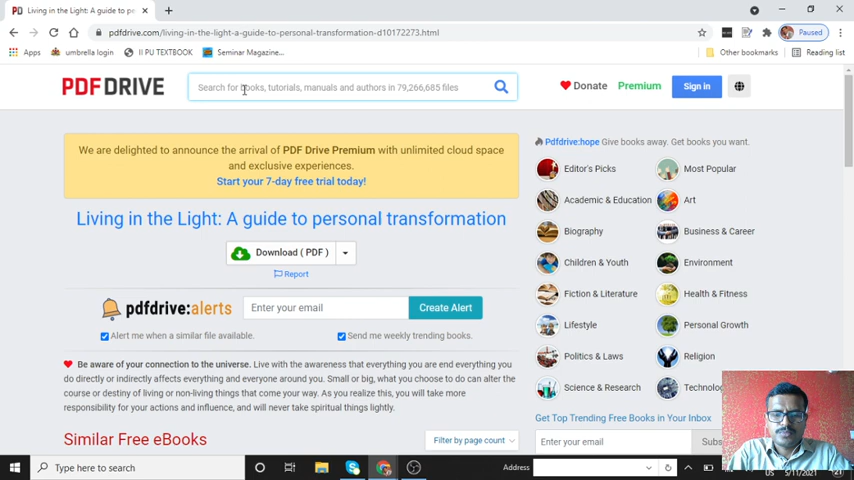 Living in the Light: A guide to pe
pdfdrive.com/living-in-the-light-a-guide-to-personal-transformation-d10172273.html
Paused
Apps
umbrella login
II PU TEXTBOOK
Seminar Magazine...
Other bookmarks
Reading list
PDF DRIVE
Search for books, tutorials, manuals and authors in 79,266,685 files
Donate
Premium
Sign in
We are delighted to announce the arrival of PDF Drive Premium with unlimited cloud space
and exclusive experiences.
Start your 7-day free trial today!
Living in the Light: A guide to personal transformation
Download ( PDF )
Report
pdfdrive:alerts
Enter your email
Create Alert
Alert me when a similar file available.
Send me weekly trending books.
Be aware of your connection to the universe. Live with the awareness that everything you are end everything you
do directly or indirectly affects everything and everyone around you. Small or big, what you choose to do can alter the
course or destiny of living or non-living things that come your way. As you realize this, you will take more
responsibility for your actions and influence, and will never take spiritual things lightly.
Similar Free eBooks
Filter by page count
Pdfdrive:hope Give books away. Get books you want.
Editor's Picks
Most Popular
Academic & Education
Art
Biography
Business & Career
Children & Youth
Environment
Fiction & Literature
Health & Fitness
Lifestyle
Personal Growth
Politics & Laws
Religion
Science & Research
Technolo
Get Top Trending Free Books in Your Inbox
Enter your email
Subs
Type here to search
Address
US
5/11/2021